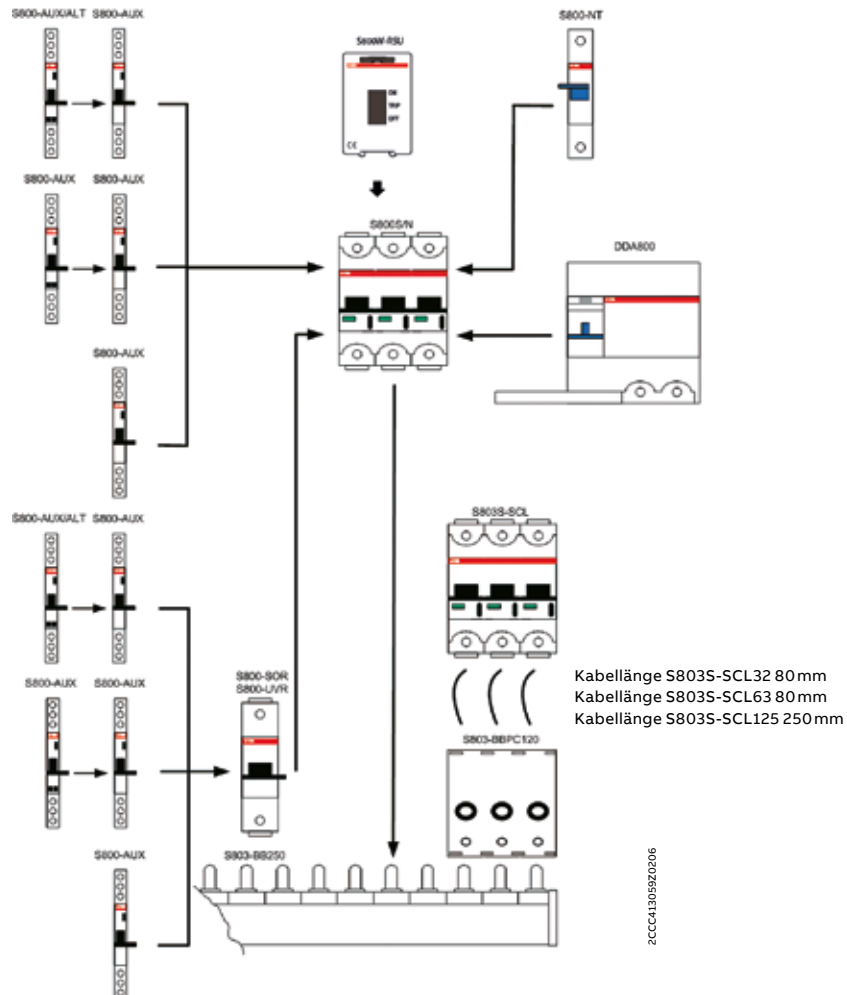 S800-AUX/ALT S800-AUX
S800W-RSU
S800-NT
ON
TRIP
OFF
CE
S800-AUX S800-AUX
S800S/N
DDA800
S800-AUX
S800-AUX/ALT S800-AUX
S803S-SCL
S800-AUX S800-AUX
S800-SOR
S800-UVR
Kabellänge S803S-SCL32 80 mm
Kabellänge S803S-SCL63 80 mm
Kabellänge S803S-SCL125 250 mm
S803-BBPC120
S800-AUX
S803-BB250
2CCC413059Z0206